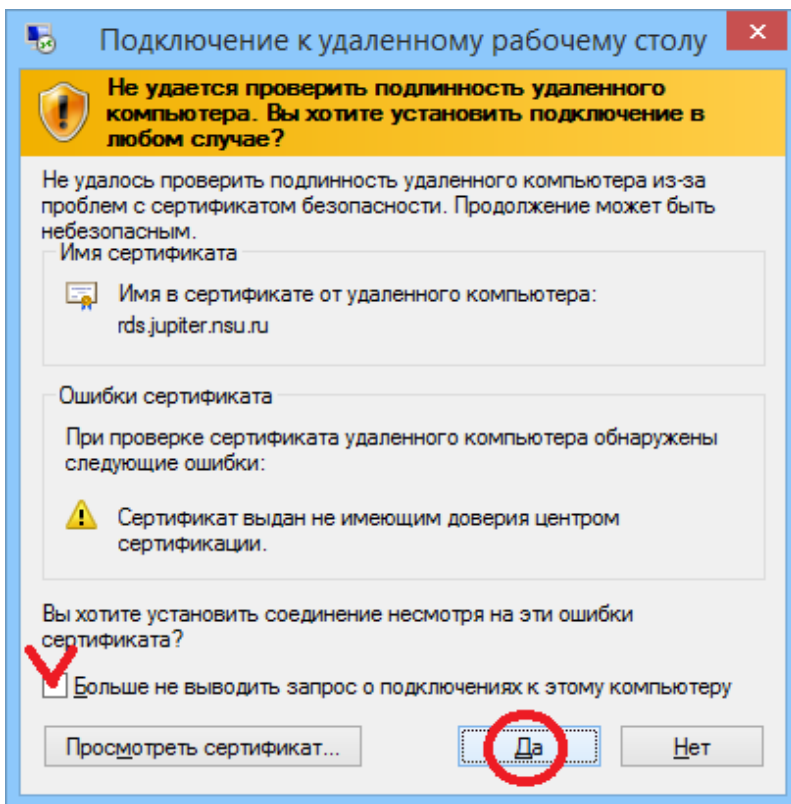 Подключение к удаленному рабочему столу
Не удается проверить подлинность удаленного
компьютера. Вы хотите установить подключение в
любом случае?
Не удалось проверить подлинность удаленного компьютера из-за
проблем с сертификатом безопасности. Продолжение может быть
небезопасным.
Имя сертификата
Имя в сертификате от удаленного компьютера:
rds.jupiter.nsu.ru
Ошибки сертификата
При проверке сертификата удаленного компьютера обнаружены
следующие ошибки:
Сертификат выдан не имеющим доверия центром
сертификации.
Вы хотите установить соединение несмотря на эти ошибки
сертификата?
Больше не выводить запрос о подключениях к этому компьютеру
Просмотреть сертификат... Да Нет